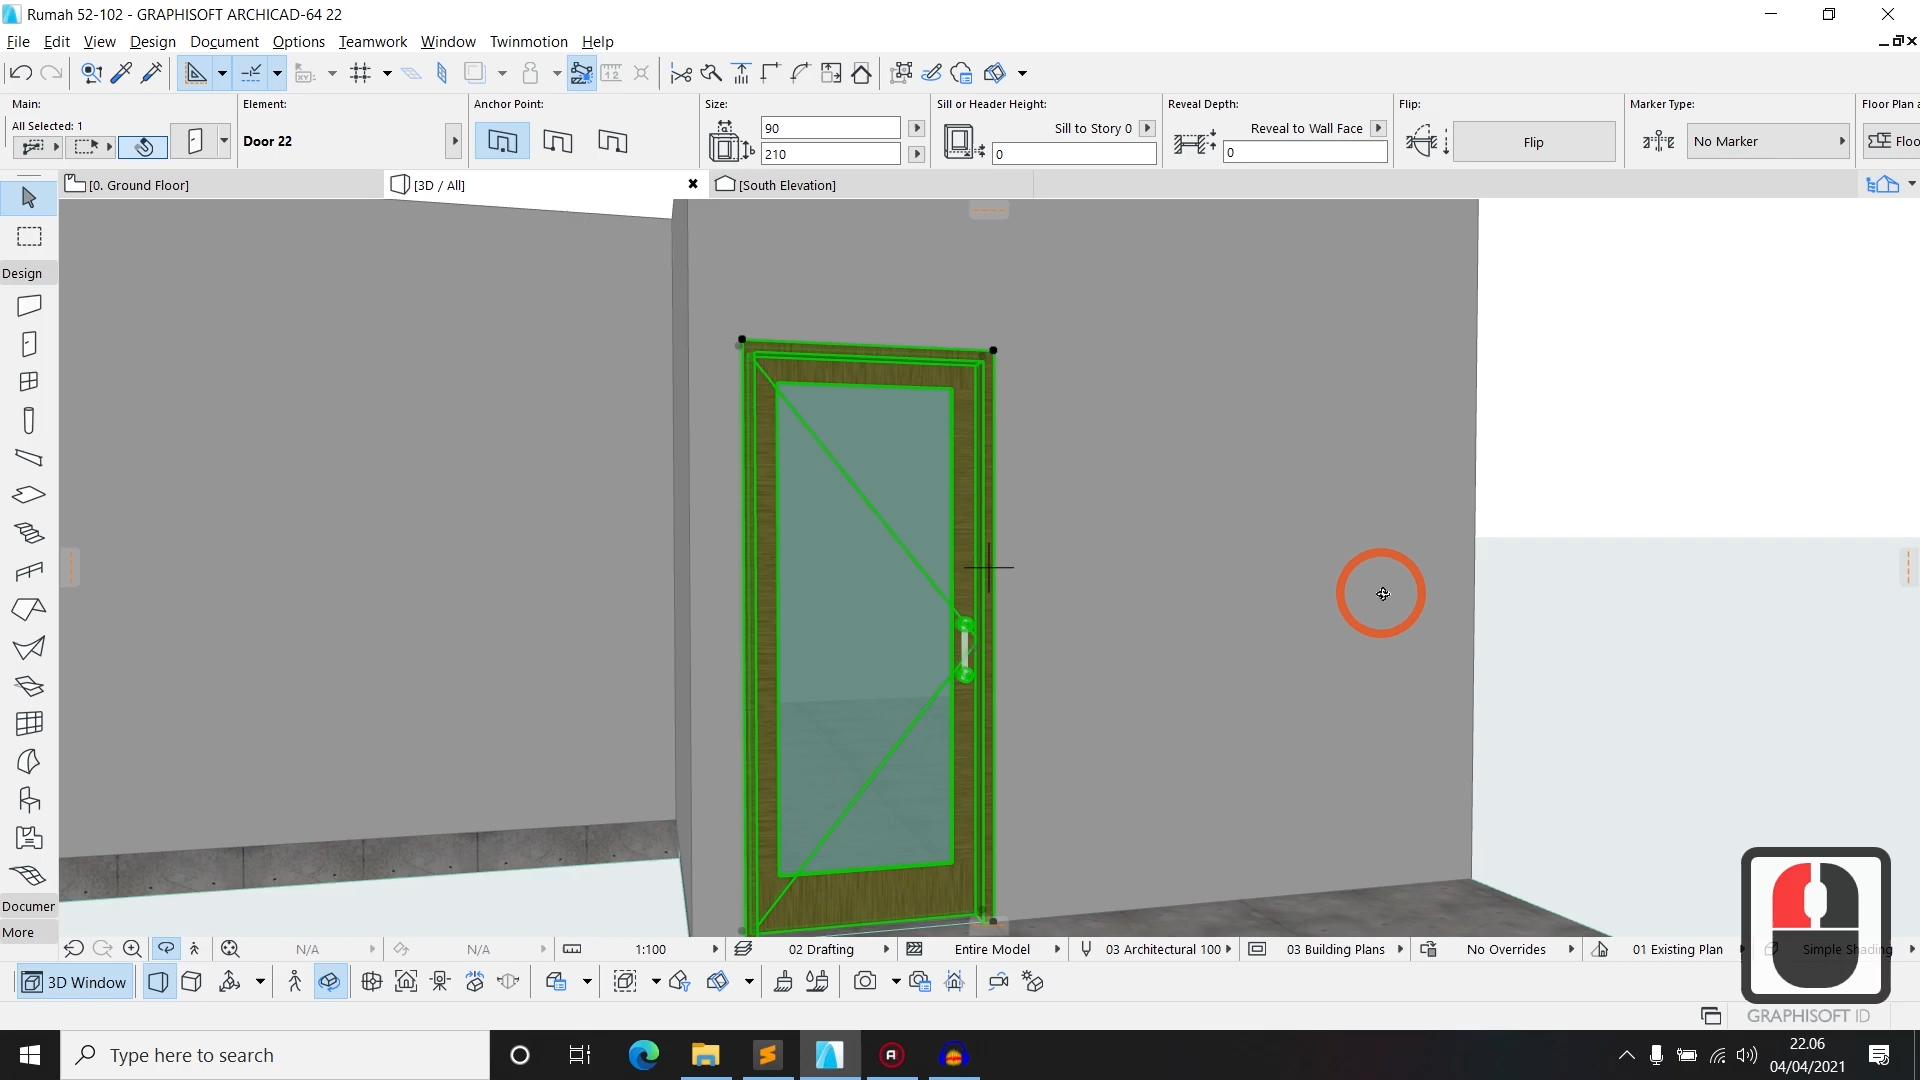 Rumah 52-102 - GRAPHISOFT ARCHICAD-64 22
File Edit View Design Document Options Teamwork Window Twinmotion Help
Main:
All Selected: 1
Element:
Door 22
Anchor Point:
Size:
90
210
Sill or Header Height:
Sill to Story 0
0
Reveal Depth:
Reveal to Wall Face
0
Flip:
Flip
Marker Type:
No Marker
Floor Plan a
Floo
[0. Ground Floor]
[3D / All]
[South Elevation]
Design
Documer
More
N/A
N/A
1:100
02 Drafting
Entire Model
03 Architectural 100
03 Building Plans
No Overrides
01 Existing Plan
Simple Shading
3D Window
GRAPHISOFT ID
Type here to search
22.06
04/04/2021